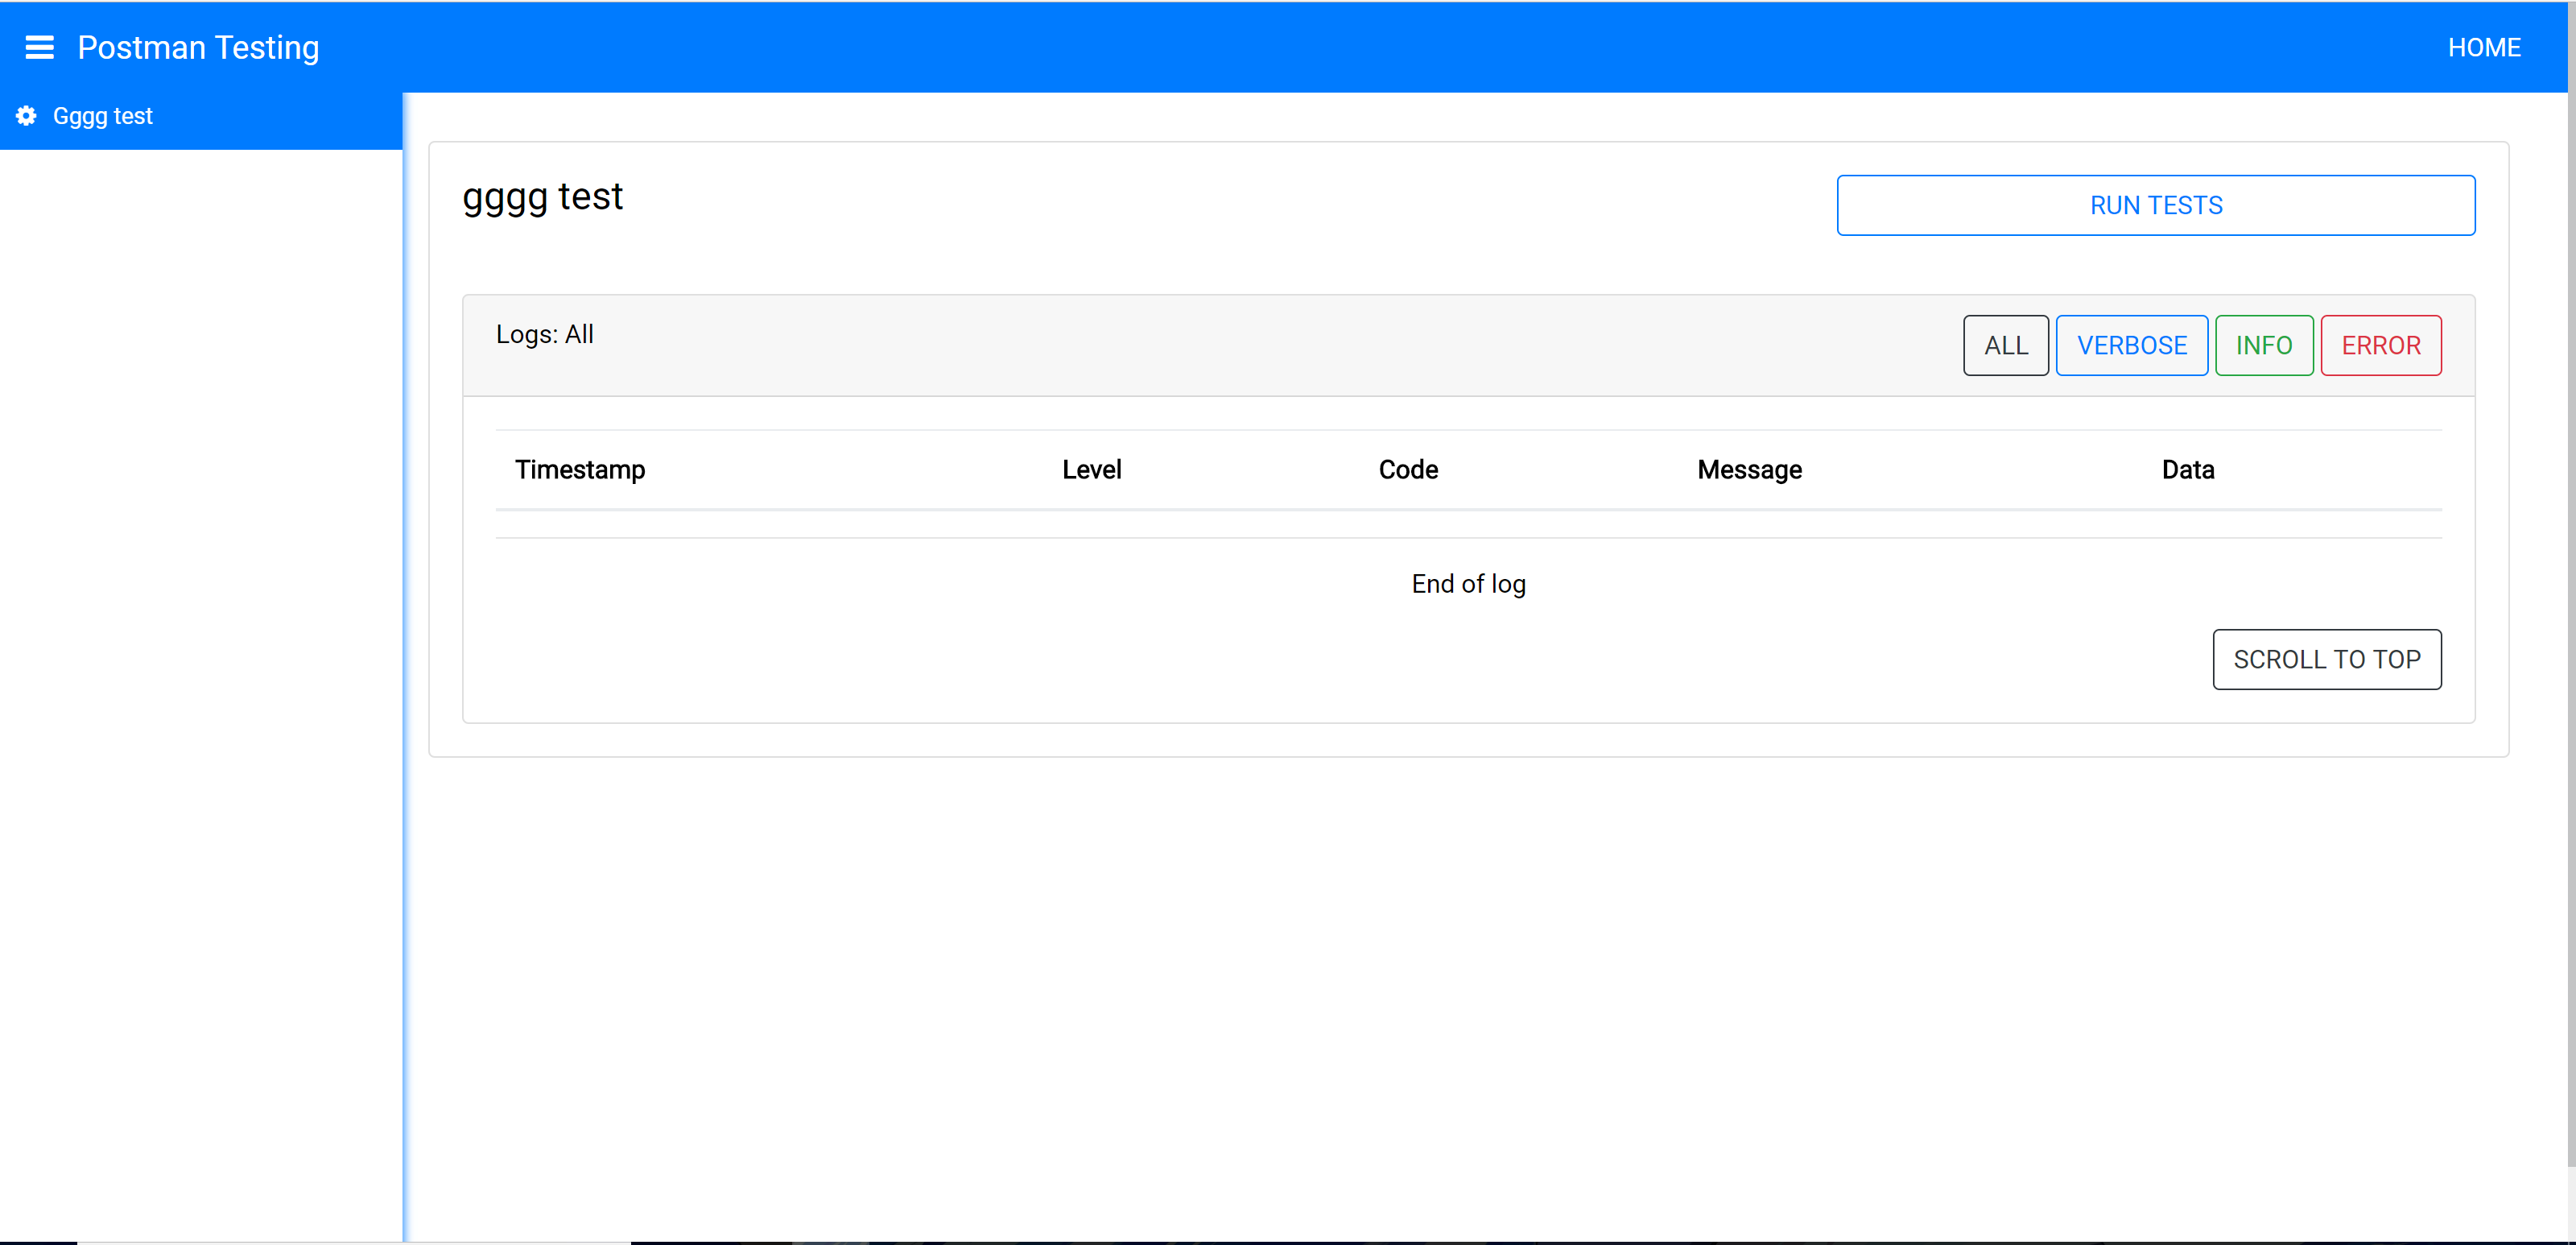 Postman Testing
HOME
Gggg test
gggg test
RUN TESTS
Logs: All
ALL VERBOSE INFO ERROR
Timestamp Level Code Message Data
End of log
SCROLL TO TOP